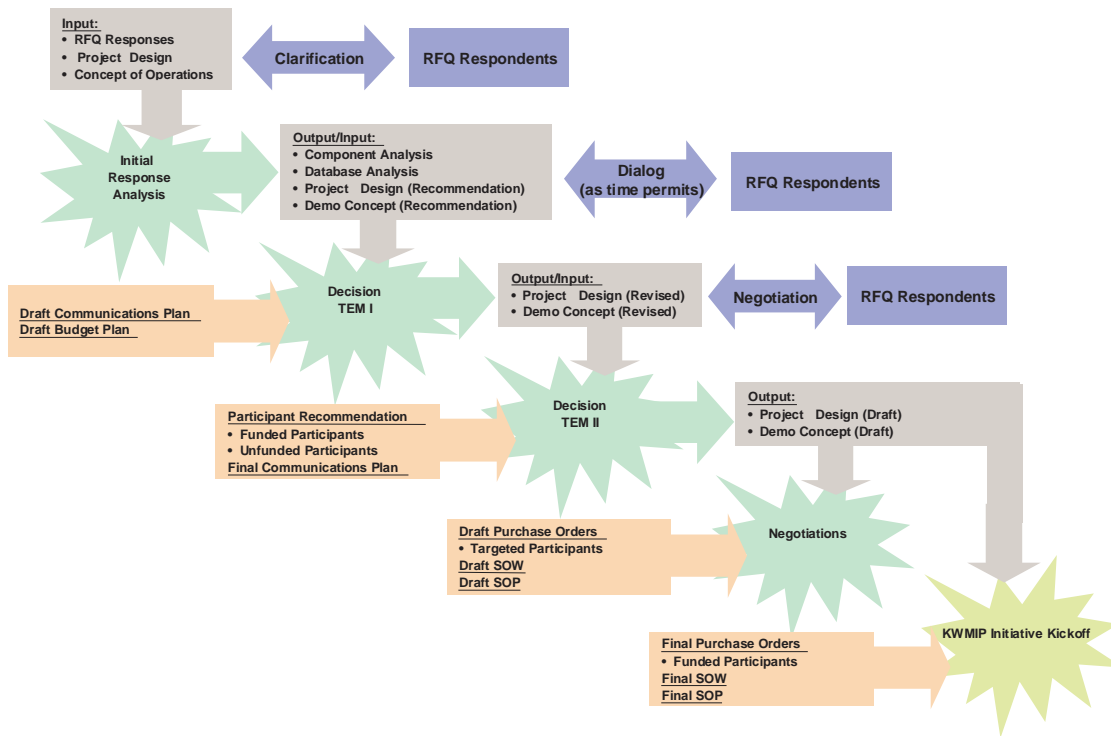 Input:
• RFQ Responses
• Project Design
• Concept of Operations
Clarification
RFQ Respondents
Initial
Response
Analysis
Output/Input:
• Component Analysis
• Database Analysis
• Project Design (Recommendation)
• Demo Concept (Recommendation)
Dialog
(as time permits)
RFQ Respondents
Draft Communications Plan
Draft Budget Plan
Decision
TEM I
Output/Input:
• Project Design (Revised)
• Demo Concept (Revised)
Negotiation
RFQ Respondents
Participant Recommendation
• Funded Participants
• Unfunded Participants
Final Communications Plan
Decision
TEM II
Output:
• Project Design (Draft)
• Demo Concept (Draft)
Draft Purchase Orders
• Targeted Participants
Draft SOW
Draft SOP
Negotiations
Final Purchase Orders
• Funded Participants
Final SOW
Final SOP
KWMIP Initiative Kickoff